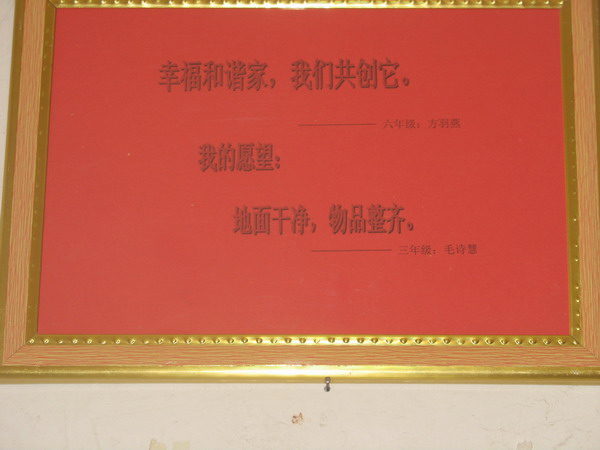 幸福和谐家，我们共创它。
————— 六年级：方羽燕
我的愿望：
地面干净，物品整齐。
————— 三年级：毛诗慧